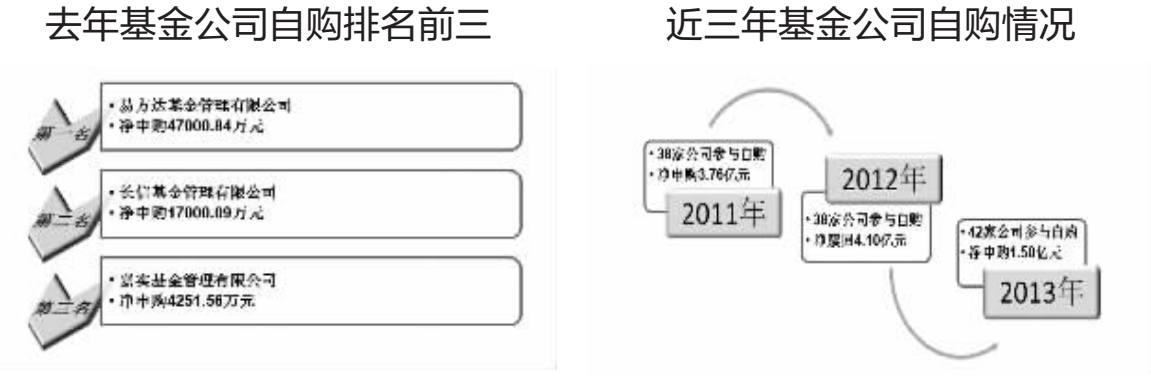 去年基金公司自购排名前三
第一名
·易方达基金管理有限公司
·净申购47000.84万元
第二名
·长信基金管理有限公司
·净申购17000.09万元
第三名
·嘉实基金管理有限公司
·净申购4251.56万元
近三年基金公司自购情况
·38家公司参与自购
·净申购3.76亿元
2011年
2012年
·38家公司参与自购
·净赎回4.10亿元
·42家公司参与自购
·净申购1.50亿元
2013年